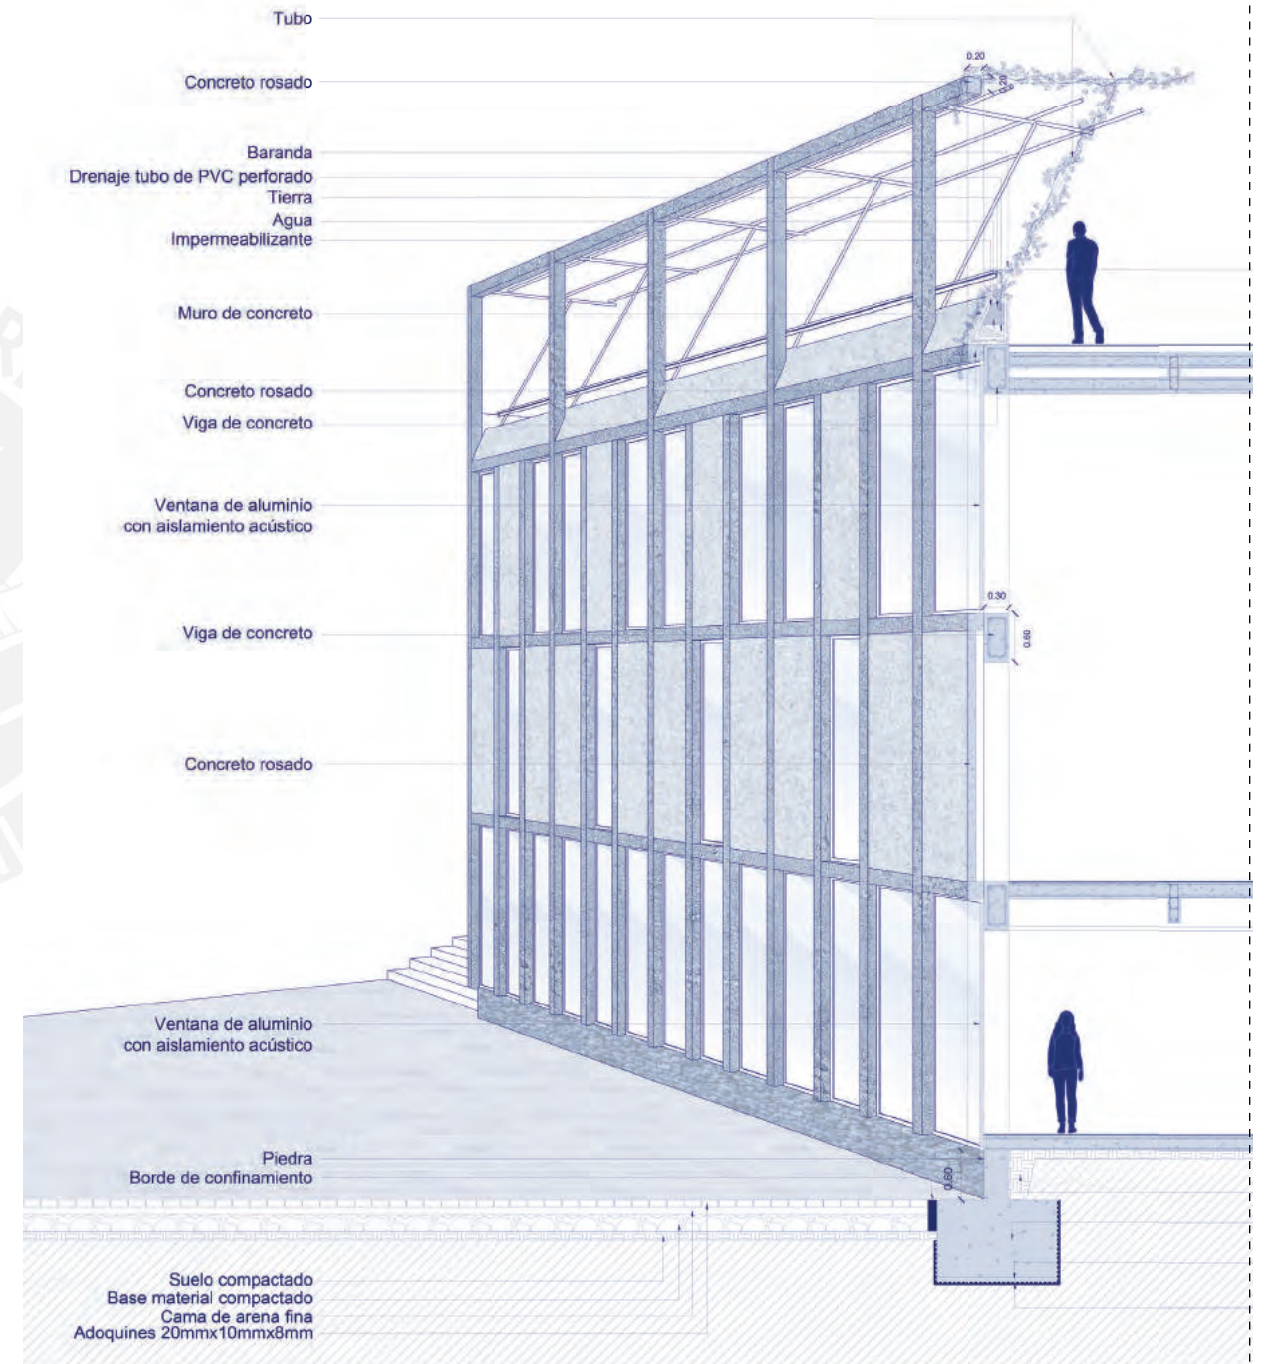 Tubo
0.20
Concreto rosado
0.20
Baranda
Drenaje tubo de PVC perforado
Tierra
Agua
Impermeabilizante
Muro de concreto
Concreto rosado
Viga de concreto
Ventana de aluminio
con aislamiento acústico
0.30
Viga de concreto
0.60
Concreto rosado
Ventana de aluminio
con aislamiento acústico
Piedra
Borde de confinamiento
0.60
Suelo compactado
Base material compactado
Cama de arena fina
Adoquines 20mmx10mmx8mm